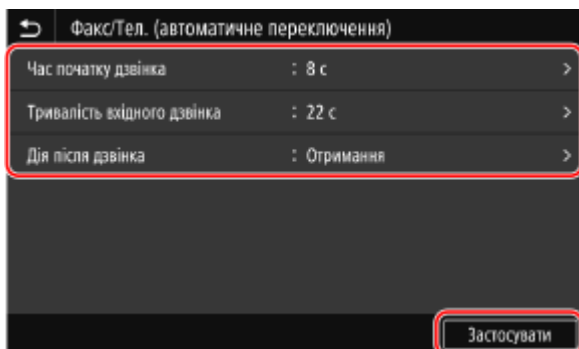 Факс/Тел. (автоматичне переключення)
Час початку дзвінка : 8 с
Тривалість вхідного дзвінка : 22 с
Дія після дзвінка : Отримання
Застосувати